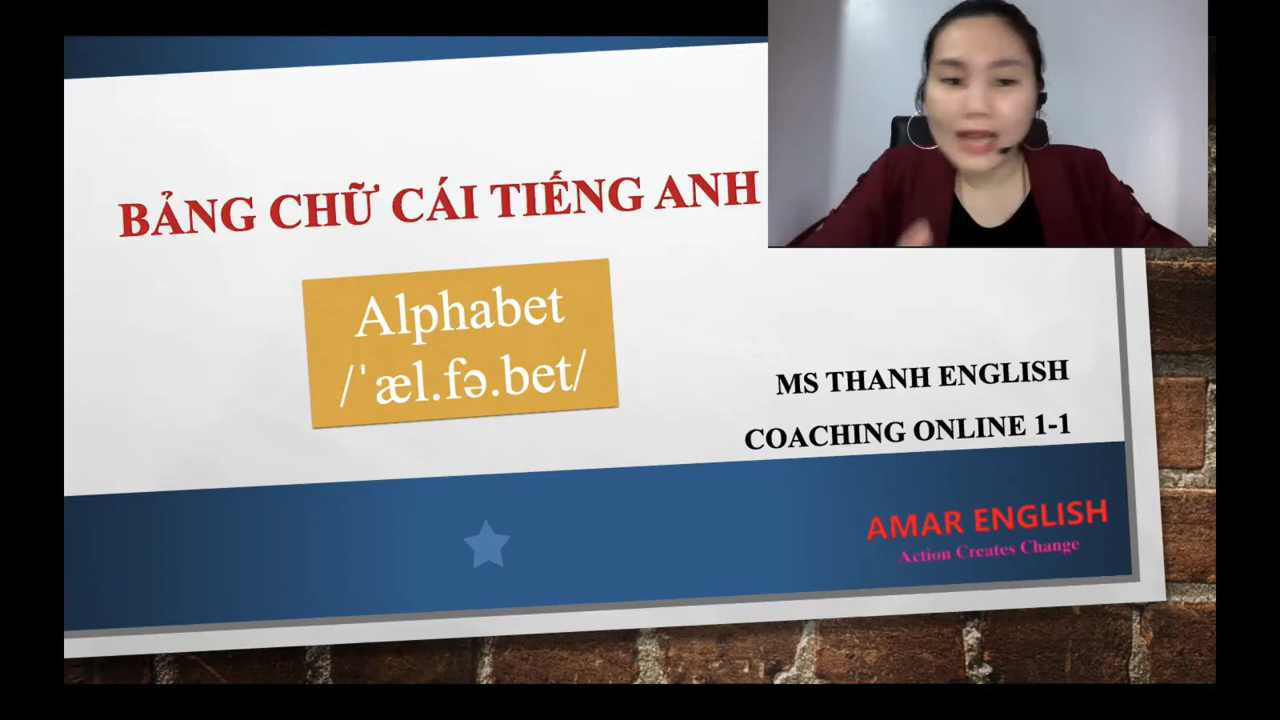 BẢNG CHỮ CÁI TIẾNG ANH
Alphabet
/ˈæl.fə.bet/
MS THANH ENGLISH
COACHING ONLINE 1-1
AMAR ENGLISH
Action Creates Change